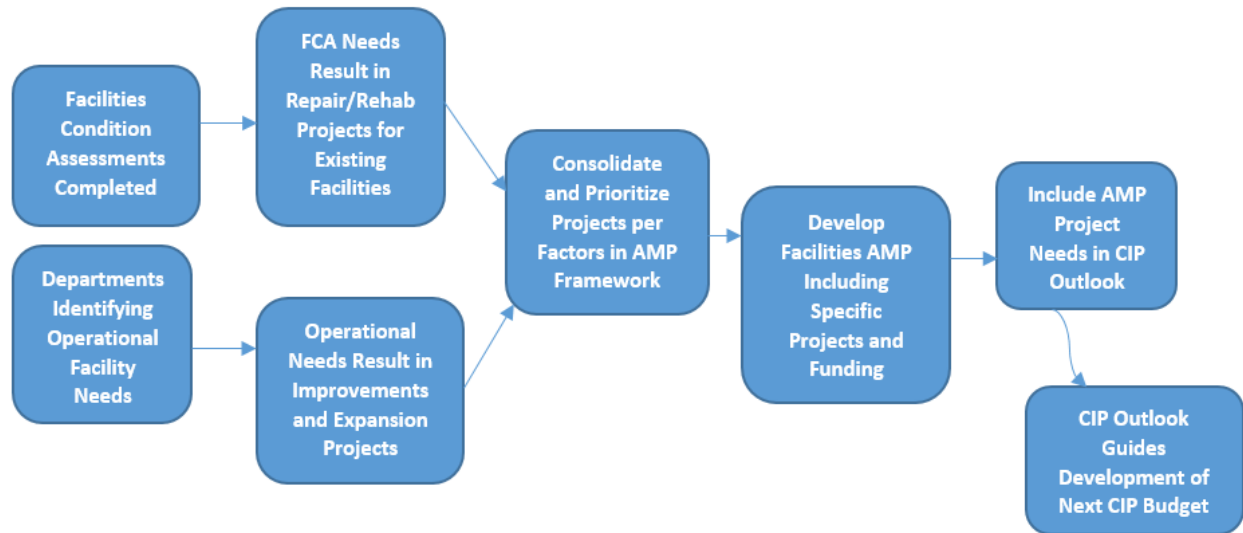 Facilities
Condition
Assessments
Completed
FCA Needs
Result in
Repair/Rehab
Projects for
Existing
Facilities
Departments
Identifying
Operational
Facility
Needs
Operational
Needs Result in
Improvements
and Expansion
Projects
Consolidate
and Prioritize
Projects per
Factors in AMP
Framework
Develop
Facilities AMP
Including
Specific
Projects and
Funding
Include AMP
Project
Needs in CIP
Outlook
CIP Outlook
Guides
Development of
Next CIP Budget